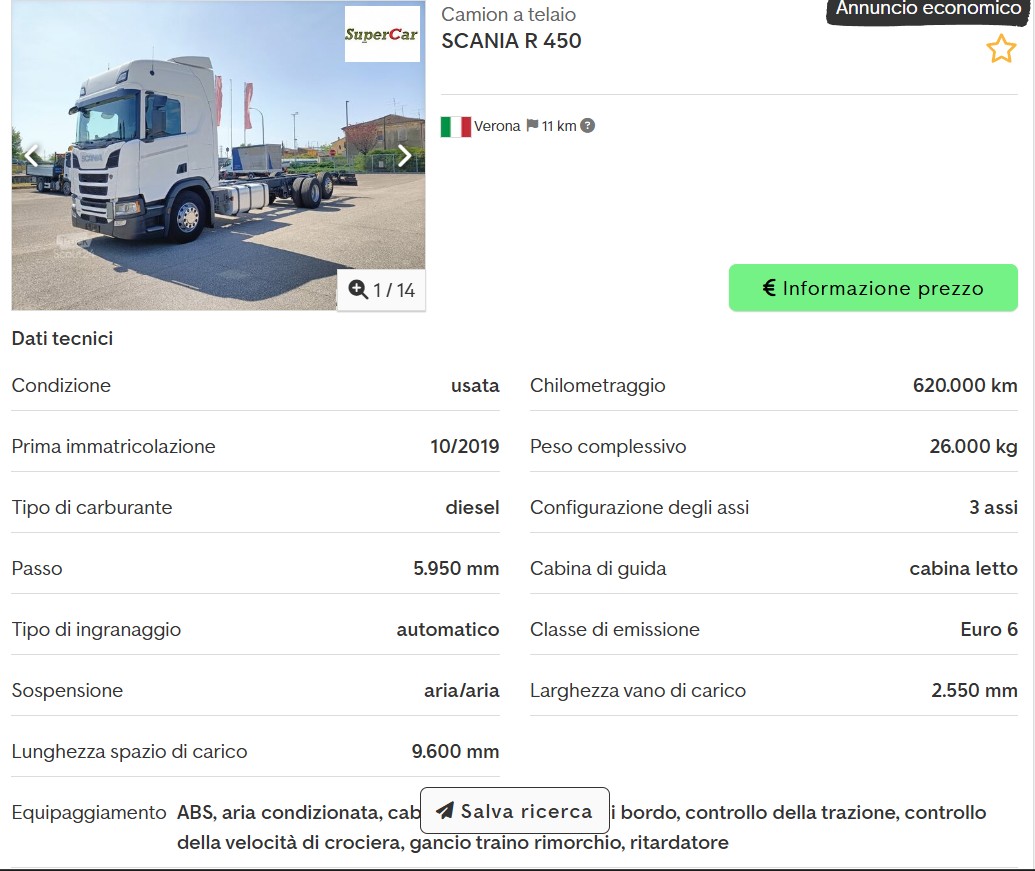 SuperCar
Camion a telaio
Annuncio economico
SCANIA R 450
Verona 11 km ?
SCANIA
1 / 14
€ Informazione prezzo
Dati tecnici
Condizione usata
Chilometraggio 620.000 km
Prima immatricolazione 10/2019
Peso complessivo 26.000 kg
Tipo di carburante diesel
Configurazione degli assi 3 assi
Passo 5.950 mm
Cabina di guida cabina letto
Tipo di ingranaggio automatico
Classe di emissione Euro 6
Sospensione aria/aria
Larghezza vano di carico 2.550 mm
Lunghezza spazio di carico 9.600 mm
Equipaggiamento ABS, aria condizionata, cab
Salva ricerca
i bordo, controllo della trazione, controllo
della velocità di crociera, gancio traino rimorchio, ritardatore